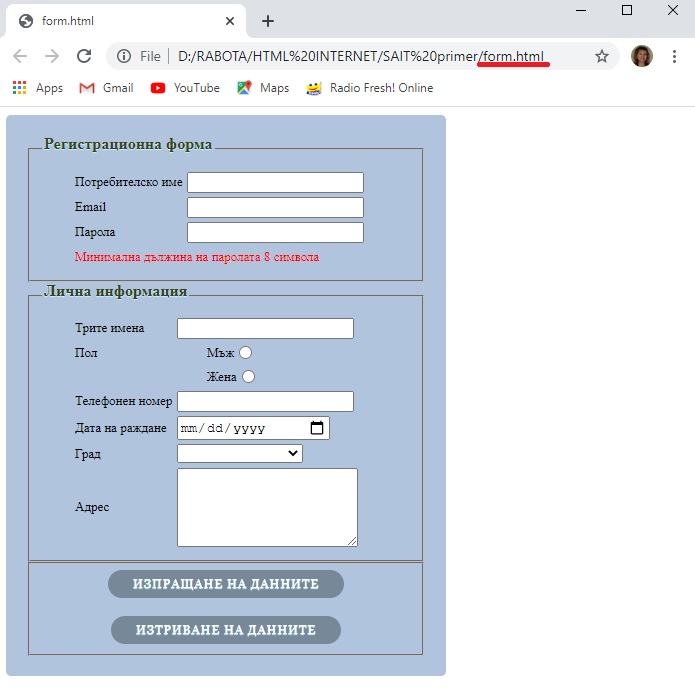 form.html
File D:/RABOTA/HTML%20INTERNET/SAIT%20primer/form.html
Apps Gmail YouTube Maps Radio Fresh! Online
Регистрационна форма
Потребителско име
Email
Парола
Минимална дължина на паролата 8 символа
Лична информация
Трите имена
Пол Мъж
Жена
Телефонен номер
Дата на раждане mm/dd/yyyy
Град
Адрес
ИЗПРАЩАНЕ НА ДАННИТЕ
ИЗТРИВАНЕ НА ДАННИТЕ